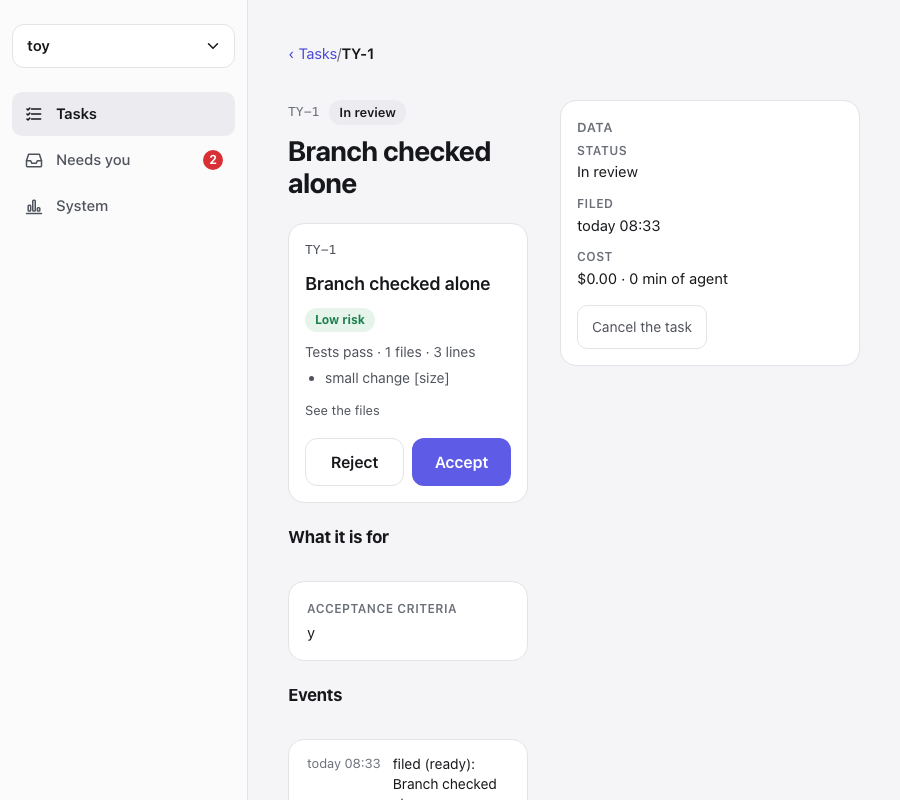 toy
Tasks
Needs you
2
System
‹ Tasks/TY-1
TY-1
In review
Branch checked
alone
TY-1
Branch checked alone
Low risk
Tests pass · 1 files · 3 lines
• small change [size]
See the files
Reject
Accept
What it is for
ACCEPTANCE CRITERIA
y
Events
today 08:33
filed (ready):
Branch checked
DATA
STATUS
In review
FILED
today 08:33
COST
$0.00 · 0 min of agent
Cancel the task